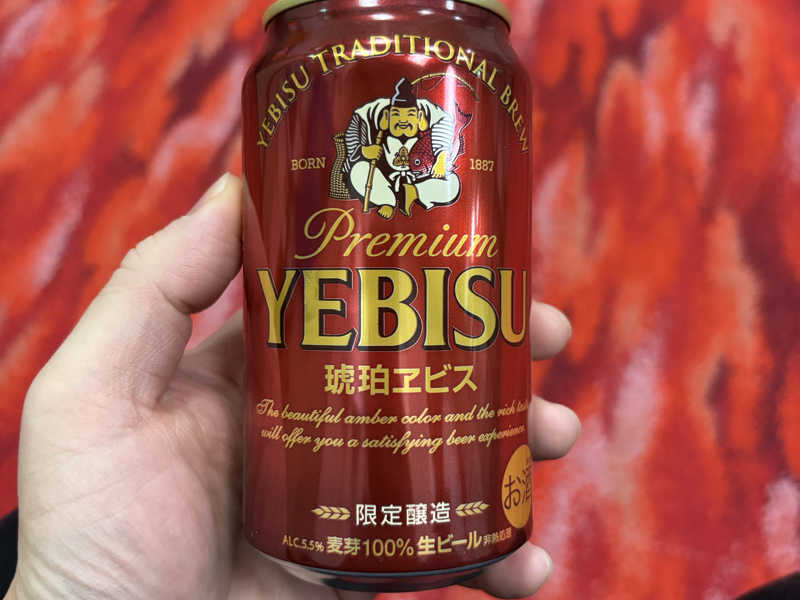 YEBISU TRADITIONAL BREW
BORN 1887
Premium
YEBISU
琥珀ヱビス
The beautiful amber color and the rich taste
will offer you a satisfying beer experience.
お酒
限定醸造
ALC.5.5% 麦芽100% 生ビール 非熱処理